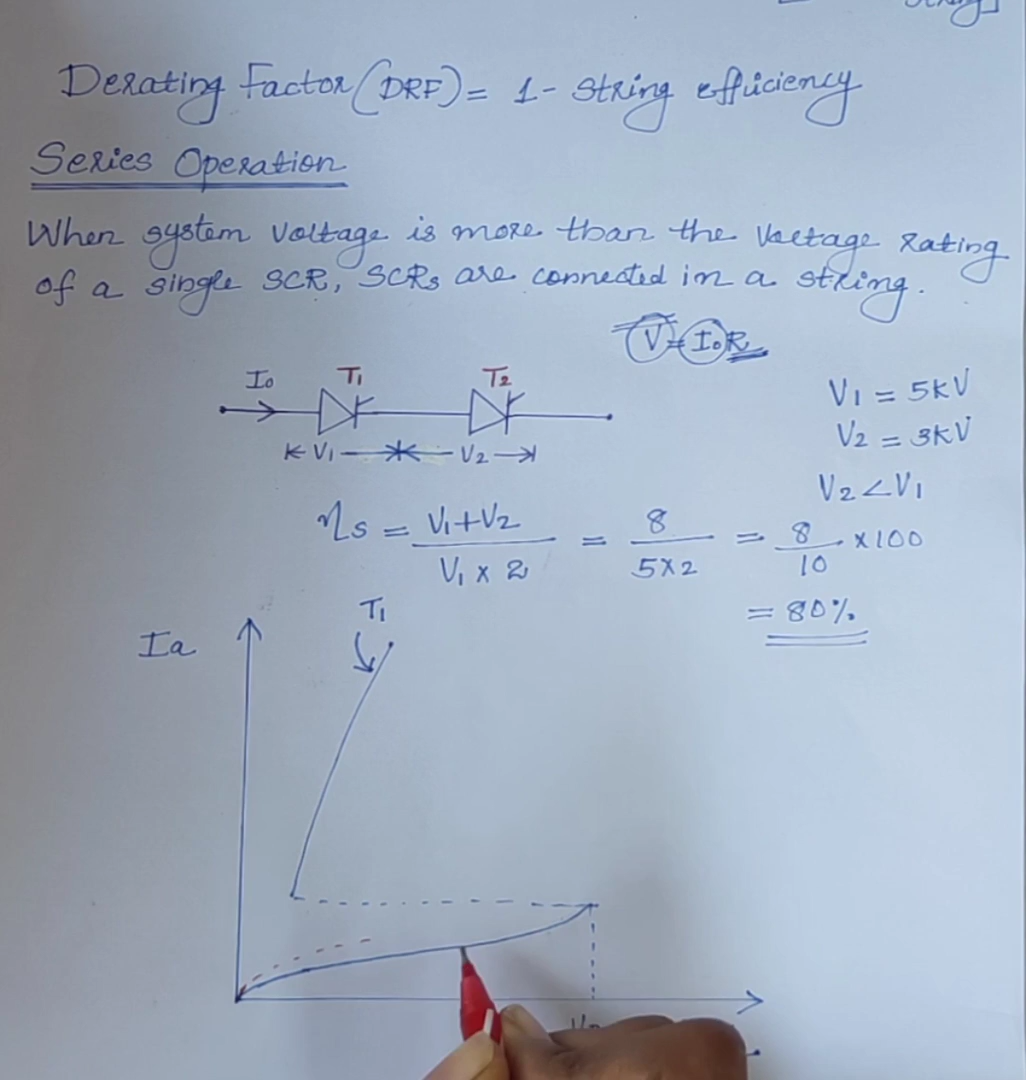 Derating Factor (DRF) = 1 - String efficiency
Series Operation
When system voltage is more than the Voltage rating
of a single SCR, SCRs are connected in a string.
V = I₀R
I₀ T₁ T₂
V₁ V₂
V₁ = 5kV
V₂ = 3kV
V₂ < V₁
ηs = V₁+V₂ / V₁ x 2 = 8 / 5x2 = 8 / 10 x 100
= 80%
T₁
Ia